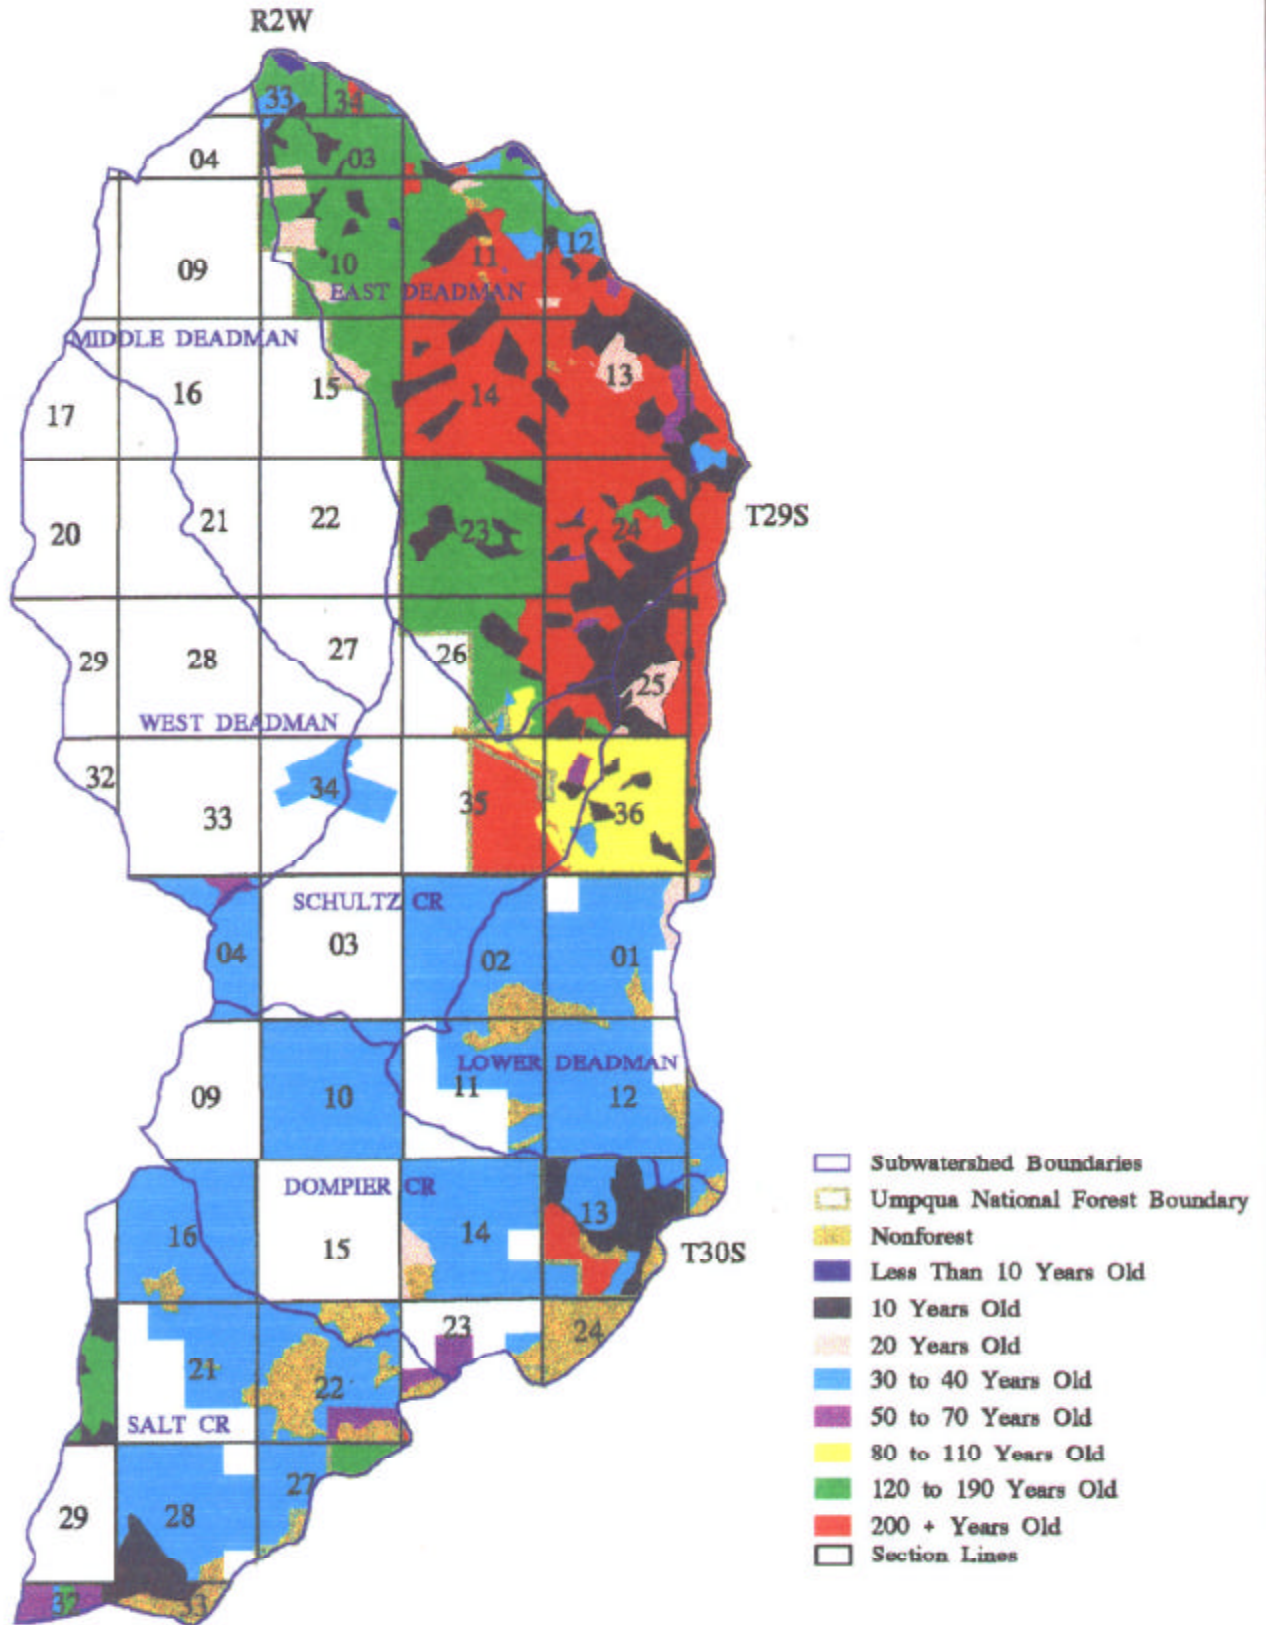 R2W
33 34
04 03
09 10 11 12
EAST DEADMAN
MIDDLE DEADMAN
17 16 15 14 13
20 21 22 23 24
T29S
29 28 27 26 25
WEST DEADMAN
32 33 34 35 36
SCHULTZ CR
04 03 02 01
LOWER DEADMAN
09 10 11 12
DOMPIER CR
16 15 14 13
T30S
21 22 23 24
SALT CR
29 28 27
32 33
Subwatershed Boundaries
Umpqua National Forest Boundary
Nonforest
Less Than 10 Years Old
10 Years Old
20 Years Old
30 to 40 Years Old
50 to 70 Years Old
80 to 110 Years Old
120 to 190 Years Old
200 + Years Old
Section Lines